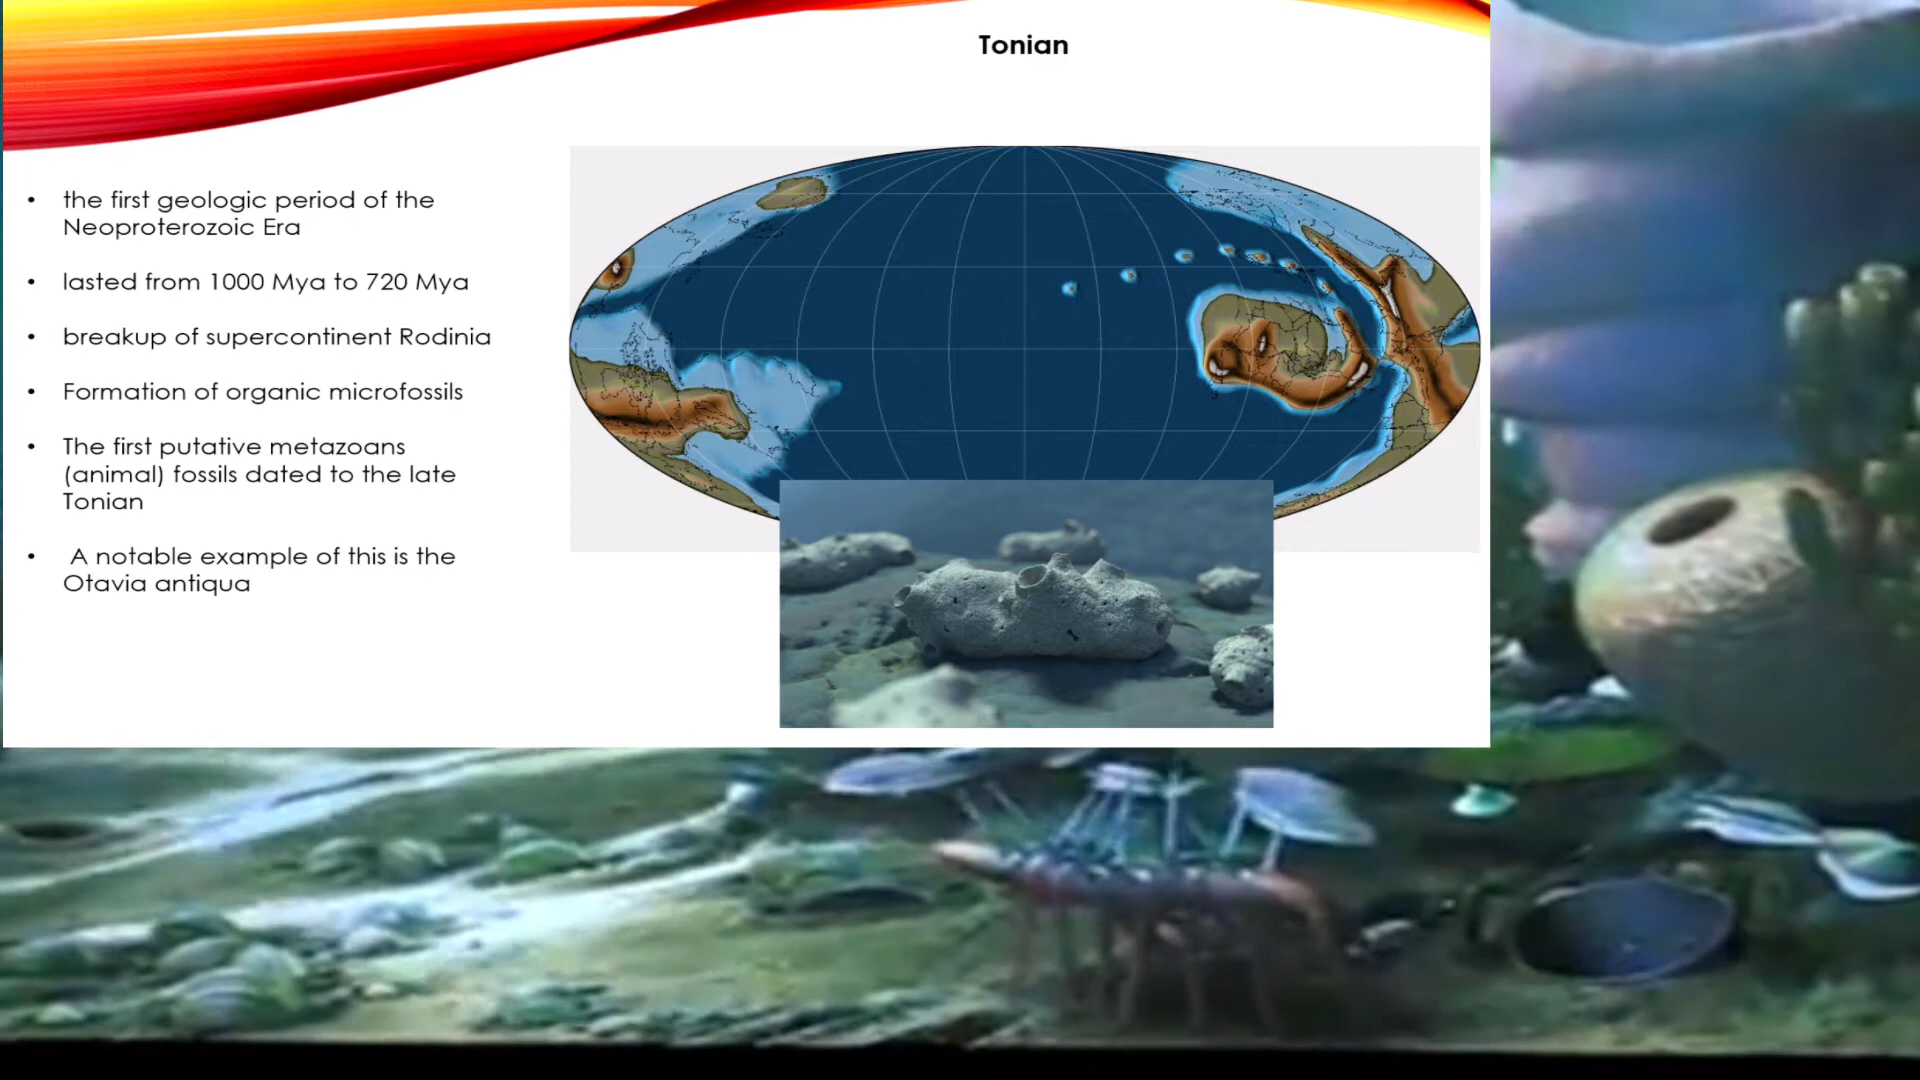 Tonian
• the first geologic period of the
Neoproterozoic Era
• lasted from 1000 Mya to 720 Mya
• breakup of supercontinent Rodinia
• Formation of organic microfossils
• The first putative metazoans
(animal) fossils dated to the late
Tonian
• A notable example of this is the
Otavia antiqua